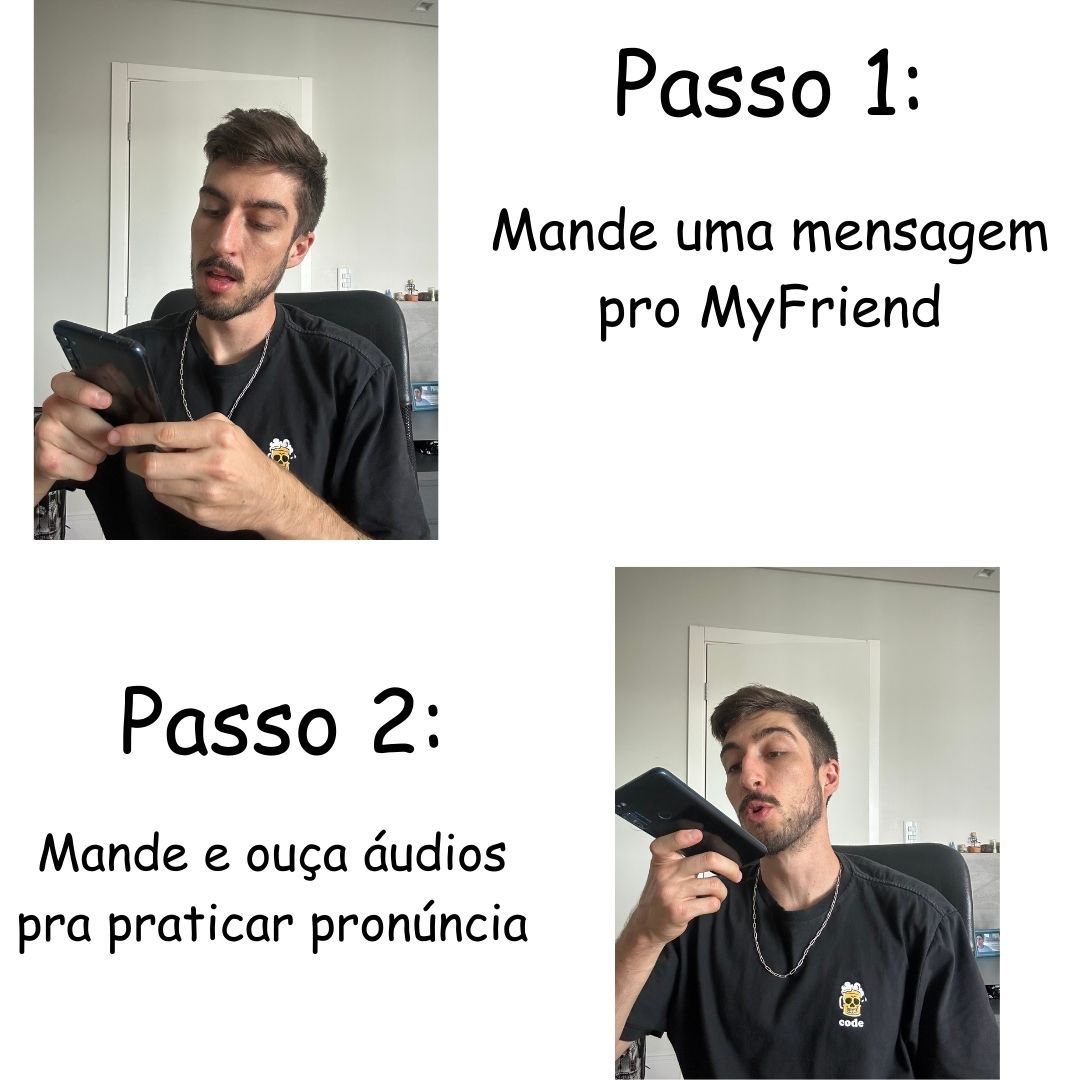 Passo 1:
Mande uma mensagem
pro MyFriend
Passo 2:
Mande e ouça áudios
pra praticar pronúncia
code